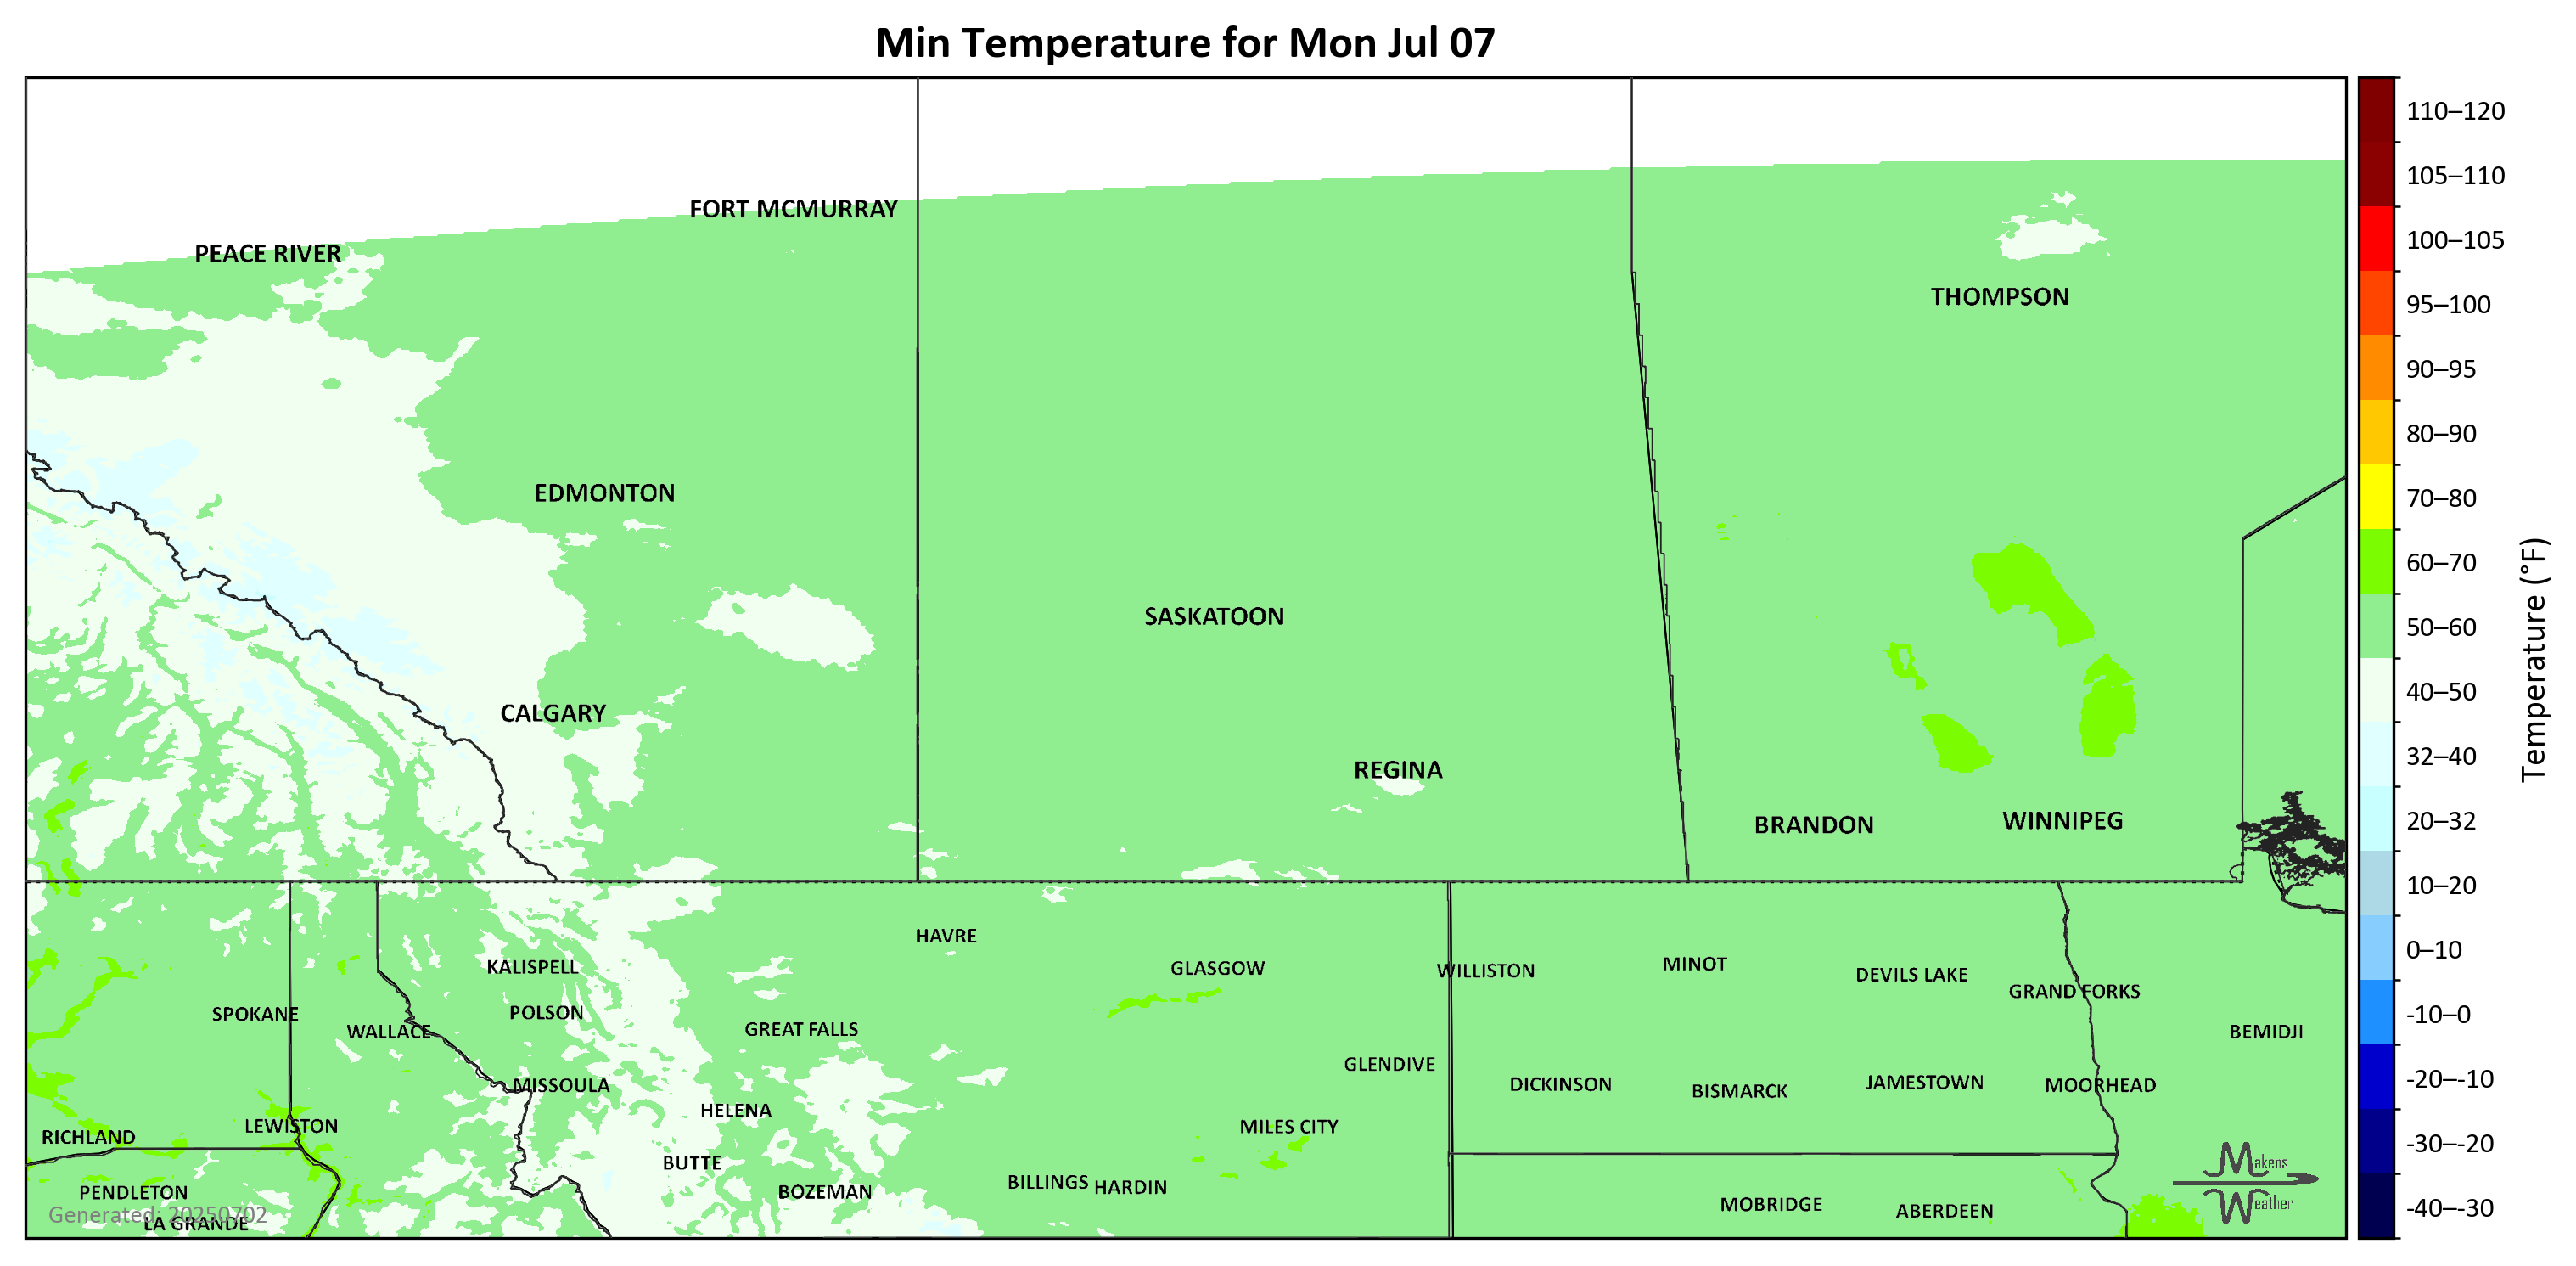 Min Temperature for Mon Jul 07
FORT MCMURRAY
PEACE RIVER
THOMPSON
EDMONTON
SASKATOON
CALGARY
REGINA
BRANDON
WINNIPEG
HAVRE
KALISPELL
GLASGOW
WILLISTON
MINOT
DEVILS LAKE
GRAND FORKS
SPOKANE
POLSON
WALLACE
GREAT FALLS
BEMIDJI
GLENDIVE
MISSOULA
DICKINSON
BISMARCK
JAMESTOWN
MOORHEAD
HELENA
LEWISTON
MILES CITY
RICHLAND
BUTTE
BILLINGS
HARDIN
PENDLETON
BOZEMAN
MOBRIDGE
ABERDEEN
Generated: 20250702
LA GRANDE
Makens
Weather
110–120
105–110
100–105
95–100
90–95
80–90
70–80
60–70
50–60
40–50
32–40
20–32
10–20
0–10
-10–0
-20–-10
-30–-20
-40–-30
Temperature (°F)